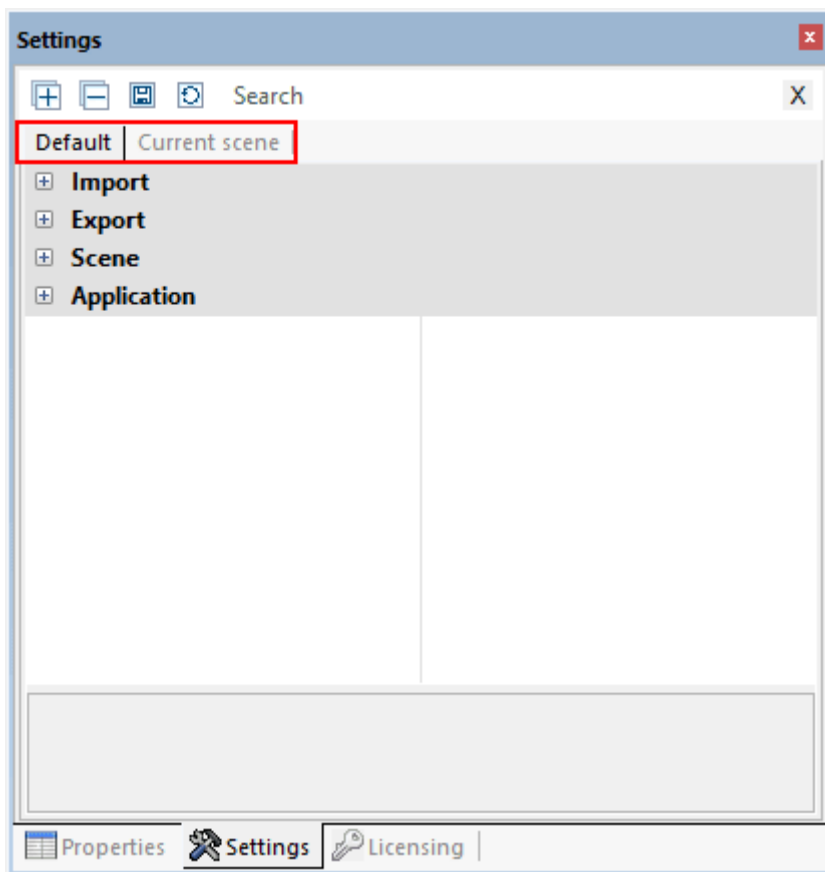 Settings
Search X
Default Current scene
Import
Export
Scene
Application
Properties Settings Licensing